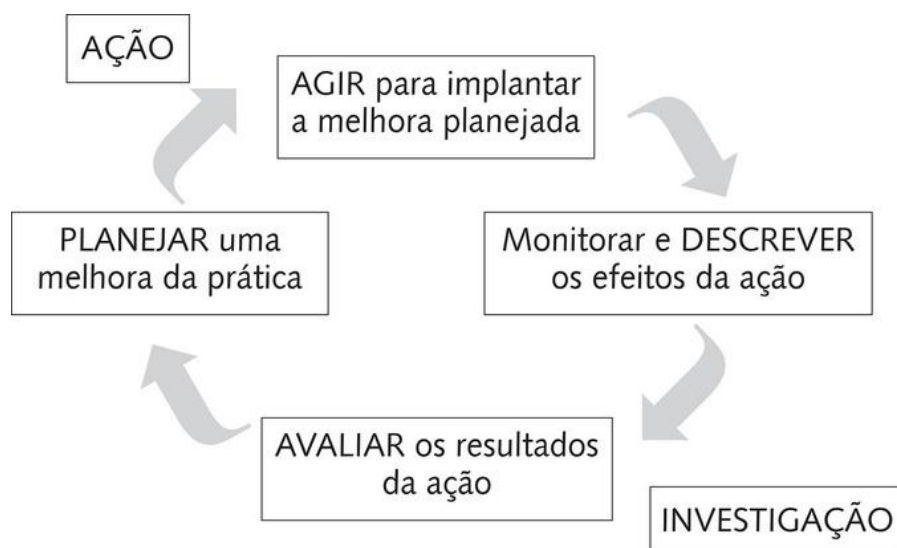 AÇÃO
AGIR para implantar
a melhora planejada
Monitorar e DESCREVER
os efeitos da ação
AVALIAR os resultados
da ação
INVESTIGAÇÃO
PLANEJAR uma
melhora da prática